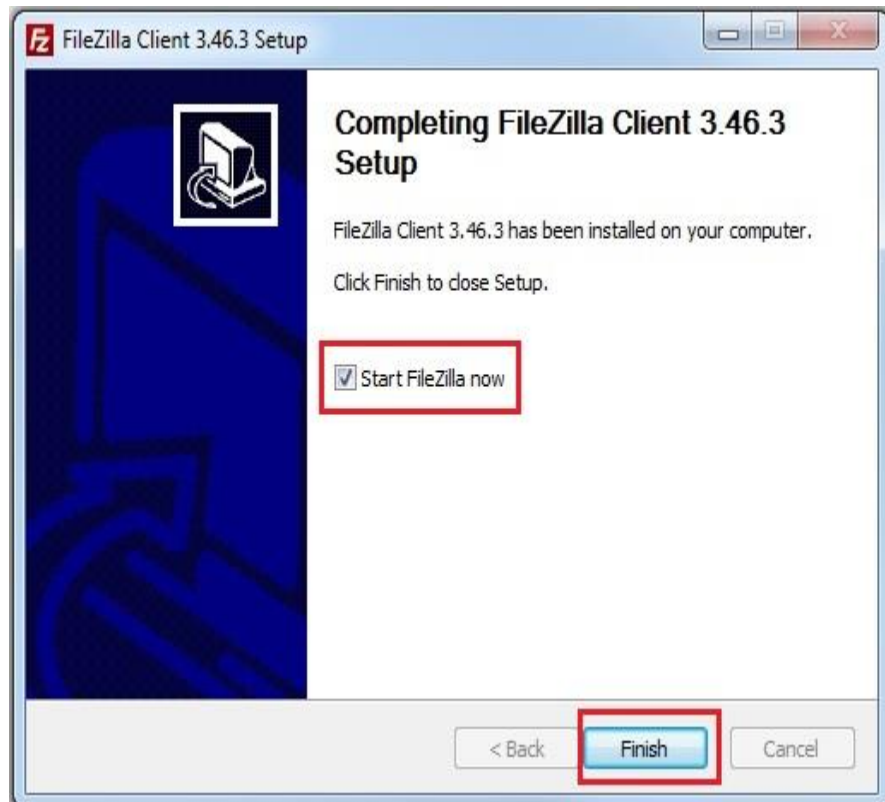 Fz FileZilla Client 3.46.3 Setup
Completing FileZilla Client 3.46.3
Setup
FileZilla Client 3.46.3 has been installed on your computer.
Click Finish to close Setup.
Start FileZilla now
< Back Finish Cancel